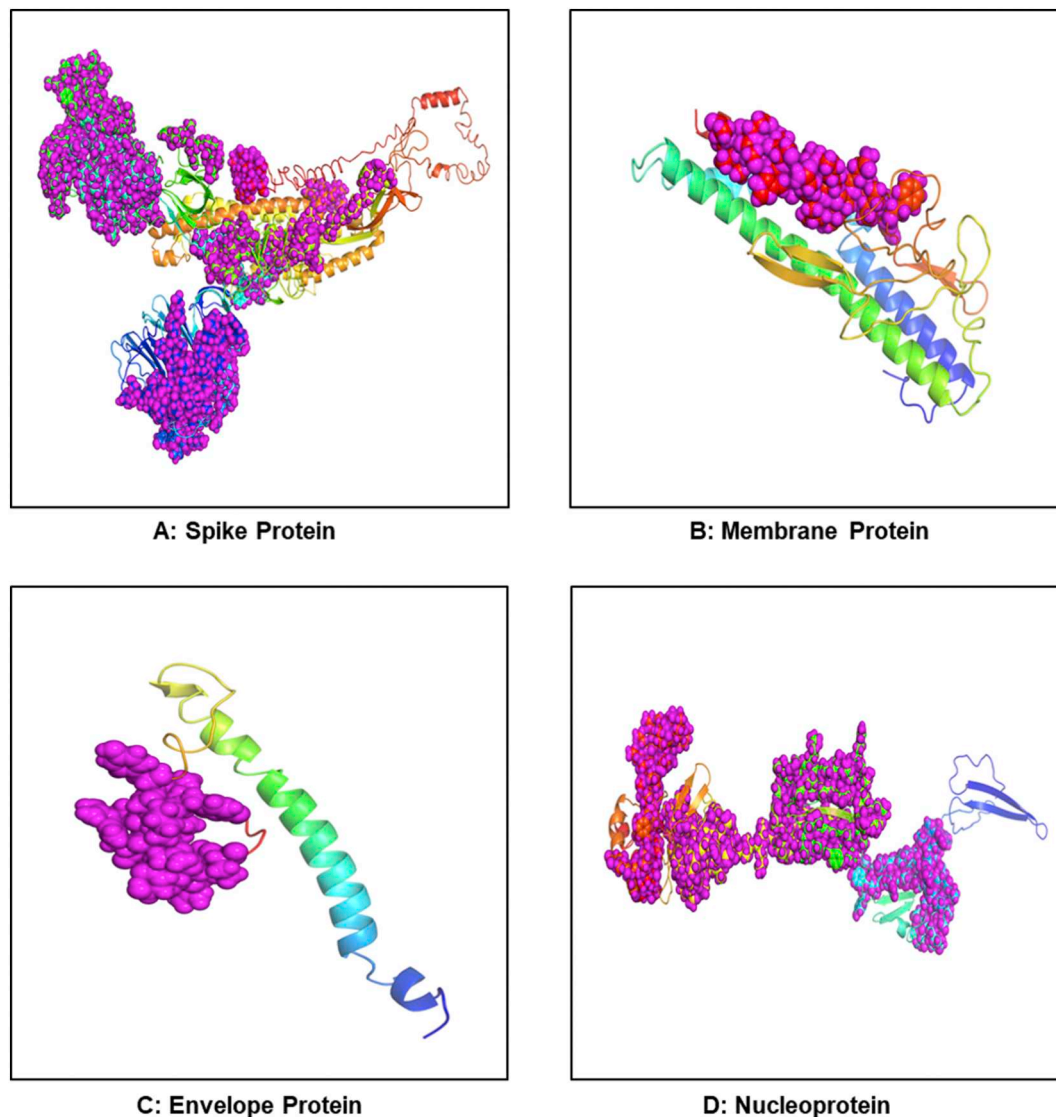 A: Spike Protein
B: Membrane Protein
C: Envelope Protein
D: Nucleoprotein